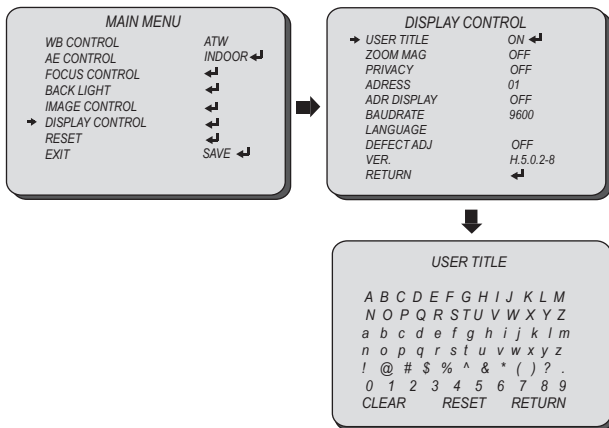 MAIN MENU
WB CONTROL ATW
AE CONTROL INDOOR
FOCUS CONTROL
BACK LIGHT
IMAGE CONTROL
DISPLAY CONTROL
RESET
EXIT SAVE
DISPLAY CONTROL
USER TITLE ON
ZOOM MAG OFF
PRIVACY OFF
ADRESS 01
ADR DISPLAY OFF
BAUDRATE 9600
LANGUAGE
DEFECT ADJ OFF
VER. H.5.0.2-8
RETURN
USER TITLE
A B C D E F G H I J K L M
N O P Q R S T U V W X Y Z
a b c d e f g h i j k l m
n o p q r s t u v w x y z
! @ # $ % ^ & * ( ) ? .
0 1 2 3 4 5 6 7 8 9
CLEAR RESET RETURN